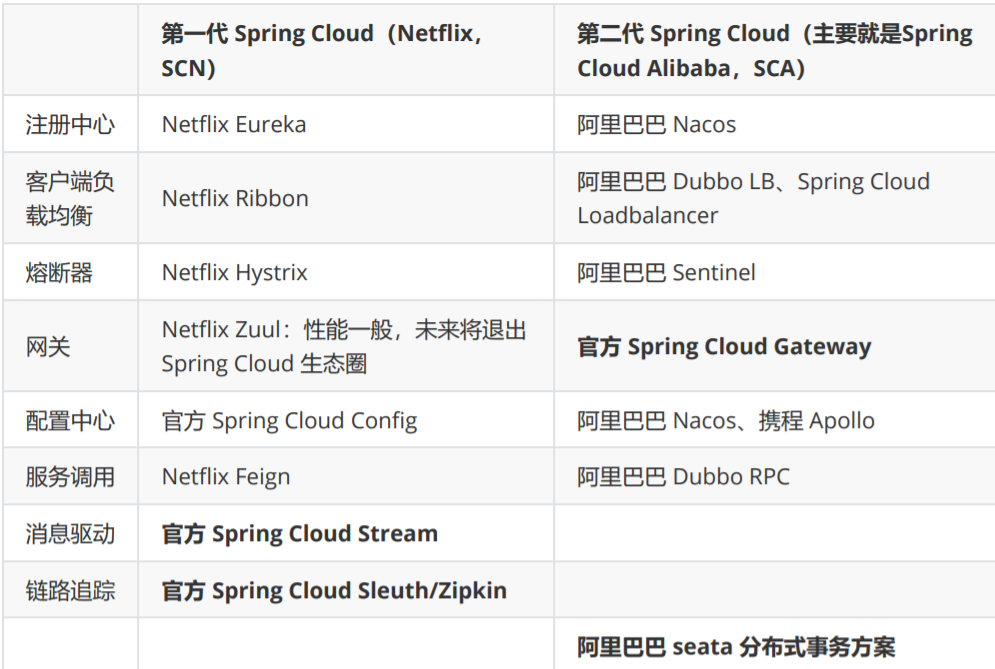 第一代 Spring Cloud（Netflix，
SCN）
第二代 Spring Cloud（主要就是Spring
Cloud Alibaba，SCA）
注册中心
Netflix Eureka
阿里巴巴 Nacos
客户端负
载均衡
Netflix Ribbon
阿里巴巴 Dubbo LB、Spring Cloud
Loadbalancer
熔断器
Netflix Hystrix
阿里巴巴 Sentinel
网关
Netflix Zuul：性能一般，未来将退出
Spring Cloud 生态圈
官方 Spring Cloud Gateway
配置中心
官方 Spring Cloud Config
阿里巴巴 Nacos、携程 Apollo
服务调用
Netflix Feign
阿里巴巴 Dubbo RPC
消息驱动
官方 Spring Cloud Stream
链路追踪
官方 Spring Cloud Sleuth/Zipkin
阿里巴巴 seata 分布式事务方案